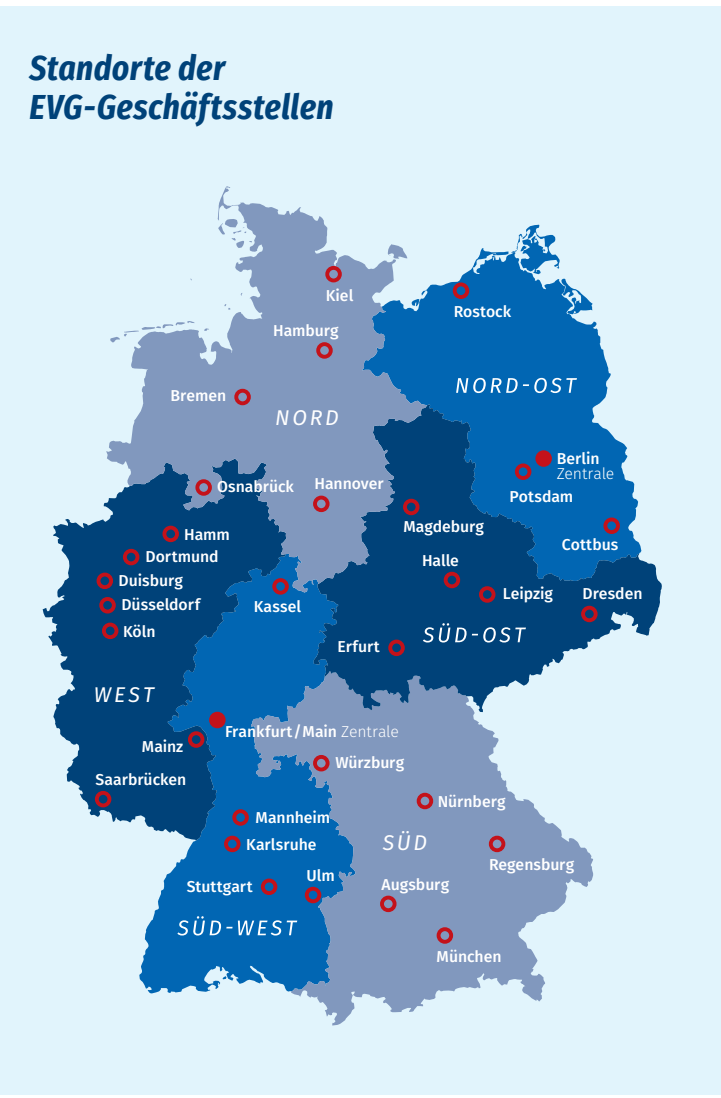 Standorte der
EVG-Geschäftsstellen
Kiel
Rostock
Hamburg
NORD-OST
Bremen
NORD
Berlin
Zentrale
Osnabrück
Hannover
Potsdam
Magdeburg
Hamm
Cottbus
Dortmund
Halle
Duisburg
Leipzig
Dresden
Düsseldorf
Kassel
Köln
SÜD-OST
Erfurt
WEST
Frankfurt/Main Zentrale
Mainz
Würzburg
Saarbrücken
Nürnberg
Mannheim
Karlsruhe
SÜD
Regensburg
Ulm
Augsburg
Stuttgart
SÜD-WEST
München